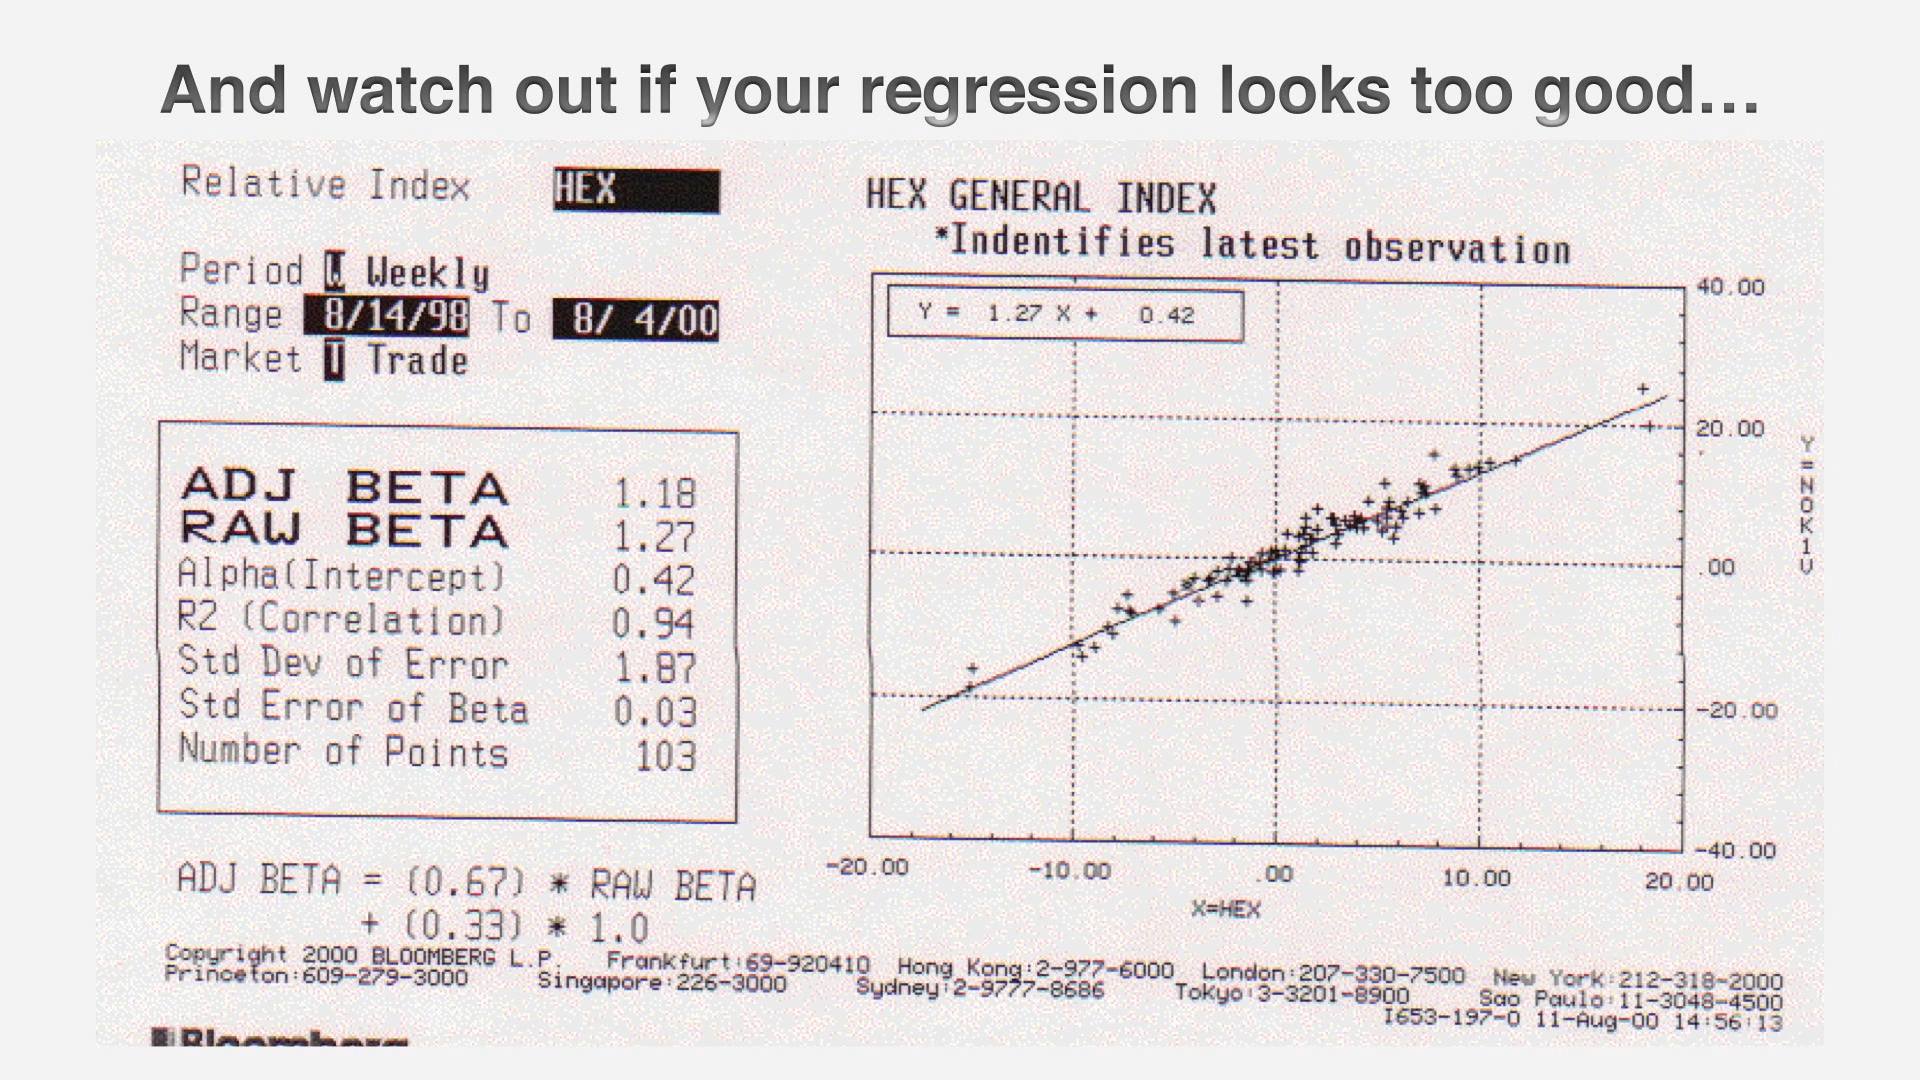 And watch out if your regression looks too good…
Relative Index HEX
Period W Weekly
Range 8/14/98 To 8/ 4/00
Market T Trade
ADJ BETA 1.18
RAW BETA 1.27
Alpha(Intercept) 0.42
R2 (Correlation) 0.94
Std Dev of Error 1.87
Std Error of Beta 0.03
Number of Points 103
ADJ BETA = (0.67) * RAW BETA
+ (0.33) * 1.0
HEX GENERAL INDEX
*Indentifies latest observation
Y = 1.27 X + 0.42
40.00
20.00
.00
-20.00
-40.00
Y=NOK1V
-20.00 -10.00 .00 10.00 20.00
X=HEX
Copyright 2000 BLOOMBERG L.P. Frankfurt:69-920410 Hong Kong:2-977-6000 London:207-330-7500 New York:212-318-2000
Princeton:609-279-3000 Singapore:226-3000 Sydney:2-9777-8686 Tokyo:3-3201-8900 Sao Paulo:11-3048-4500
I653-197-0 11-Aug-00 14:56:13
Bloomberg